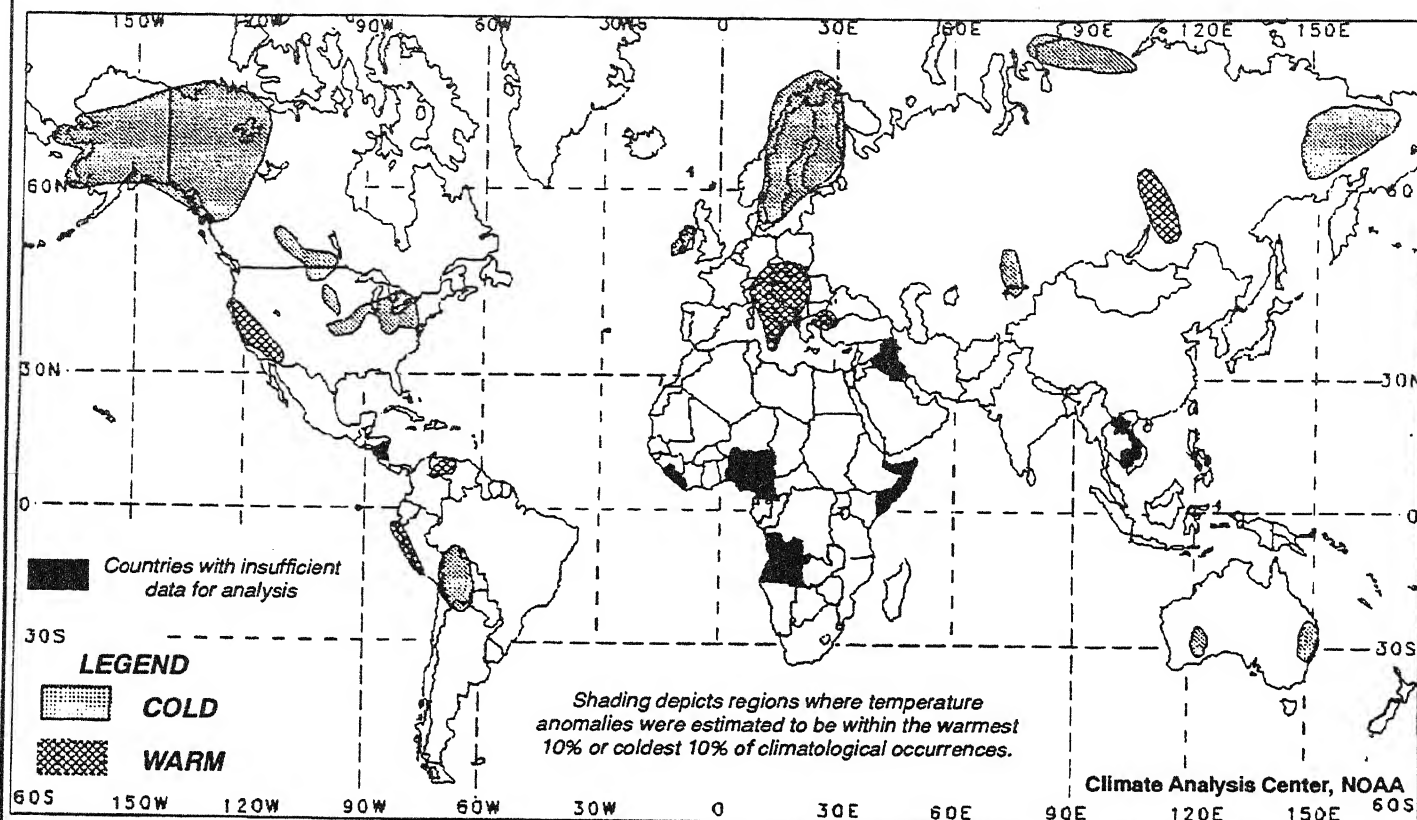 150W 120W 90W 60W 30W 0 30E 60E 90E 120E 150E
60N 60
30N 30N
0 0
Countries with insufficient
data for analysis
30S 30S
LEGEND
COLD
WARM
Shading depicts regions where temperature
anomalies were estimated to be within the warmest
10% or coldest 10% of climatological occurrences.
Climate Analysis Center, NOAA
60S 150W 120W 90W 60W 30W 0 30E 60E 90E 120E 150E 60S